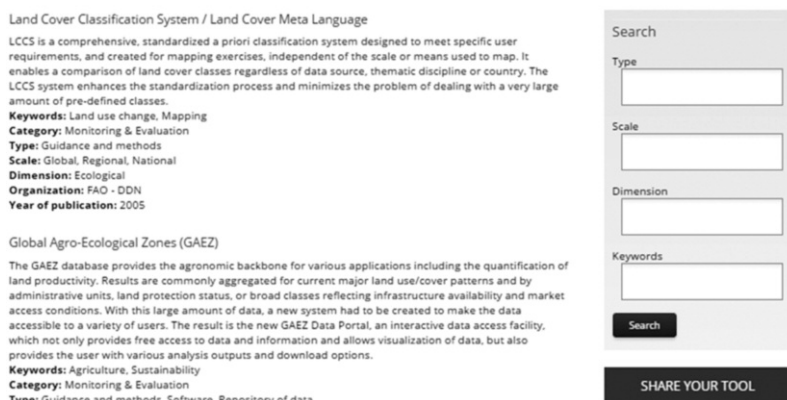 Land Cover Classification System / Land Cover Meta Language
LCCS is a comprehensive, standardized a priori classification system designed to meet specific user
requirements, and created for mapping exercises, independent of the scale or means used to map. It
enables a comparison of land cover classes regardless of data source, thematic discipline or country. The
LCCS system enhances the standardization process and minimizes the problem of dealing with a very large
amount of pre-defined classes.
Keywords: Land use change, Mapping
Category: Monitoring & Evaluation
Type: Guidance and methods
Scale: Global, Regional, National
Dimension: Ecological
Organization: FAO - DDN
Year of publication: 2005
Global Agro-Ecological Zones (GAEZ)
The GAEZ database provides the agronomic backbone for various applications including the quantification of
land productivity. Results are commonly aggregated for current major land use/cover patterns and by
administrative units, land protection status, or broad classes reflecting infrastructure availability and market
access conditions. With this large amount of data, a new system had to be created to make the data
accessible to a variety of users. The result is the new GAEZ Data Portal, an interactive data access facility,
which not only provides free access to data and information and allows visualization of data, but also
provides the user with various analysis outputs and download options.
Keywords: Agriculture, Sustainability
Category: Monitoring & Evaluation
Type: Guidance and methods, Software, Repository of data
Search
Type
Scale
Dimension
Keywords
Search
SHARE YOUR TOOL